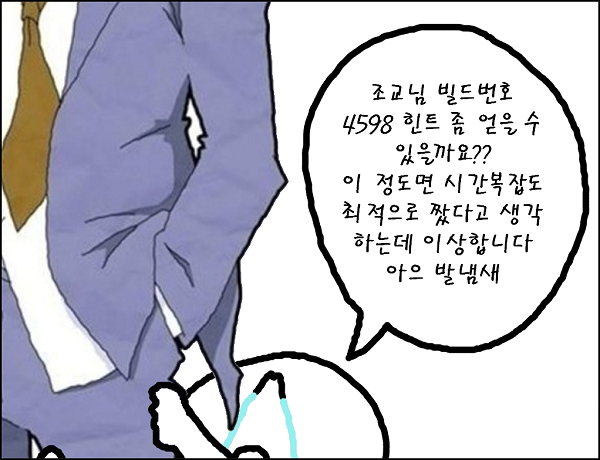 조교님 빌드번호
4598 힌트 좀 얻을 수
있을까요??
이 정도면 시간복잡도
최적으로 짰다고 생각
하는데 이상합니다
아으 발냄새